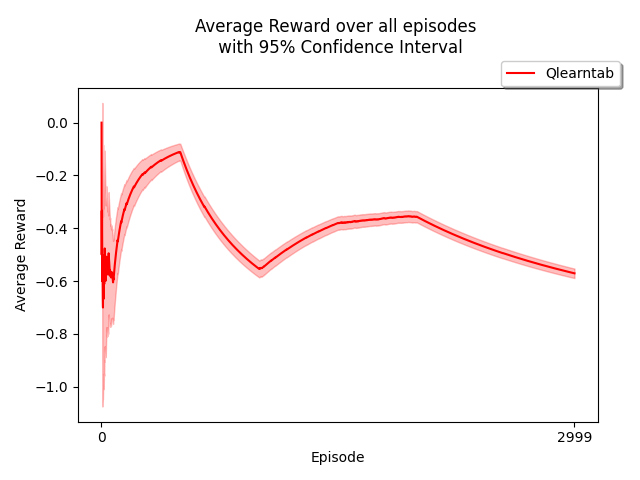 Average Reward over all episodes
with 95% Confidence Interval
Qlearntab
0.0
−0.2
−0.4
−0.6
−0.8
−1.0
Average Reward
0
2999
Episode